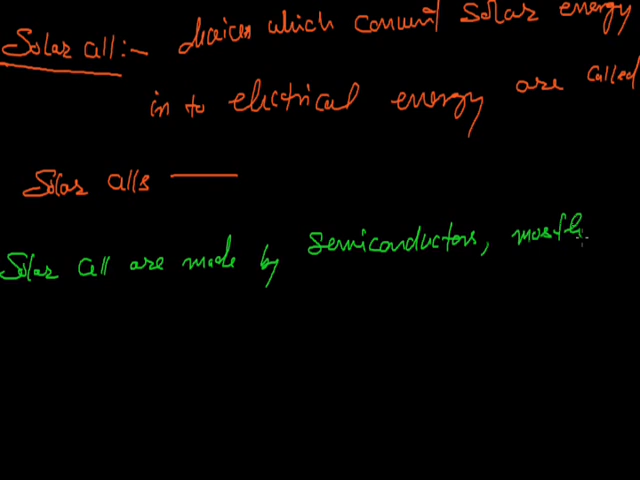 Solar Cell:- devices which convert solar energy
in to electrical energy are called
Solar Cells
Solar Cell are made by Semiconductors, mostly